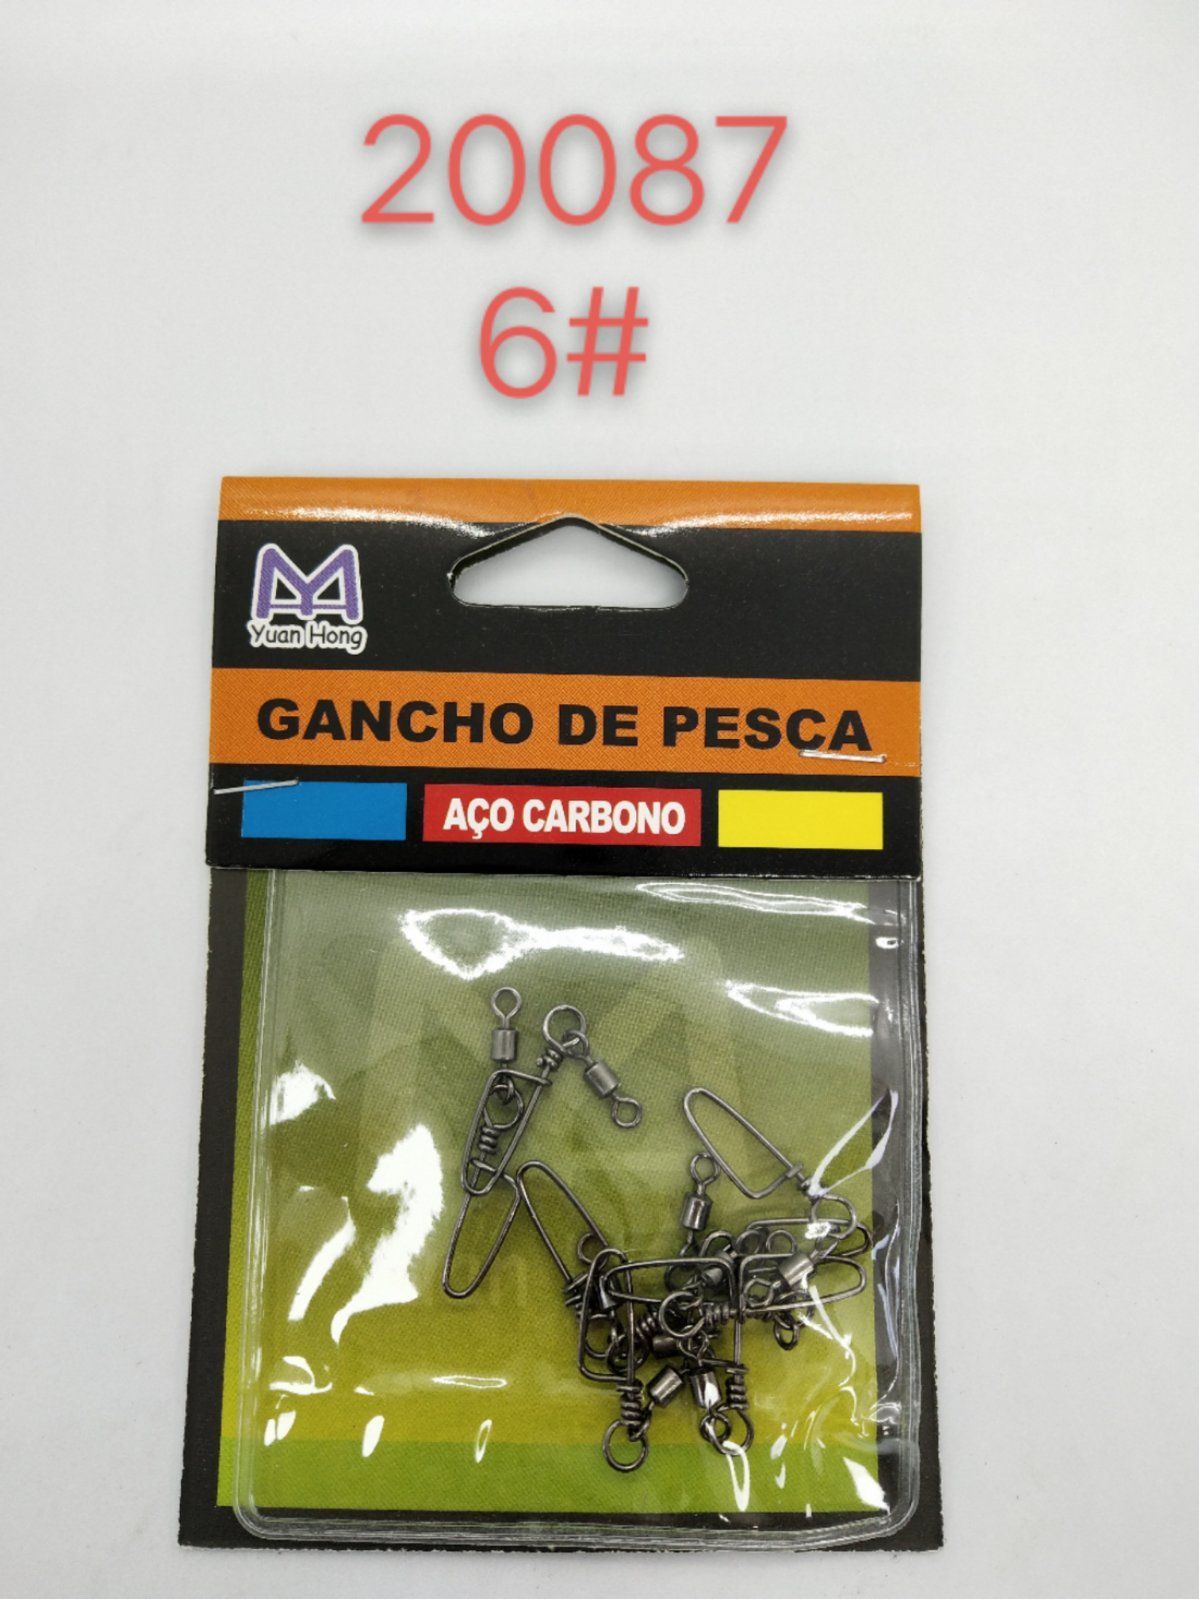 20087
6#
Yuan Hong
GANCHO DE PESCA
AÇO CARBONO